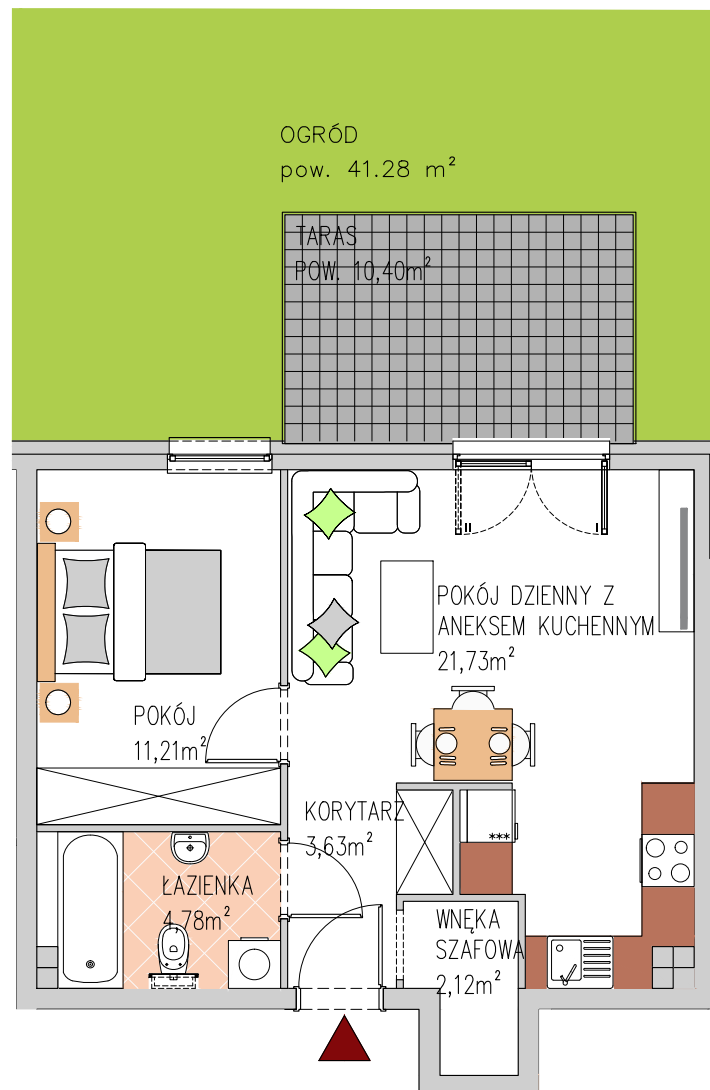 OGRÓD
pow. 41.28 m²
TARAS
POW. 10,40m²
POKÓJ DZIENNY Z
ANEKSEM KUCHENNYM
21,73m²
POKÓJ
11,21m²
KORYTARZ
3,63m²
***
ŁAZIENKA
4,78m²
WNĘKA
SZAFOWA
2,12m²